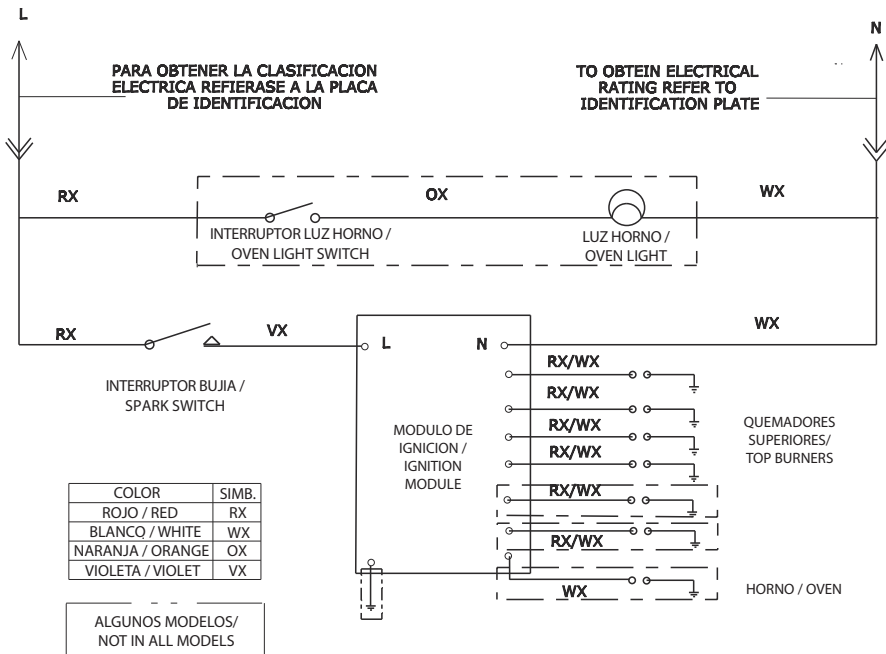 L
N
PARA OBTENER LA CLASIFICACION
ELECTRICA REFIERASE A LA PLACA
DE IDENTIFICACION
TO OBTEIN ELECTRICAL
RATING REFER TO
IDENTIFICATION PLATE
RX
OX
WX
INTERRUPTOR LUZ HORNO /
OVEN LIGHT SWITCH
LUZ HORNO /
OVEN LIGHT
RX
VX
L
N
WX
INTERRUPTOR BUJIA /
SPARK SWITCH
MODULO DE
IGNICION /
IGNITION
MODULE
RX/WX
RX/WX
RX/WX
RX/WX
RX/WX
RX/WX
WX
QUEMADORES
SUPERIORES/
TOP BURNERS
HORNO / OVEN
COLOR SIMB.
ROJO / RED RX
BLANCO / WHITE WX
NARANJA / ORANGE OX
VIOLETA / VIOLET VX
ALGUNOS MODELOS/
NOT IN ALL MODELS